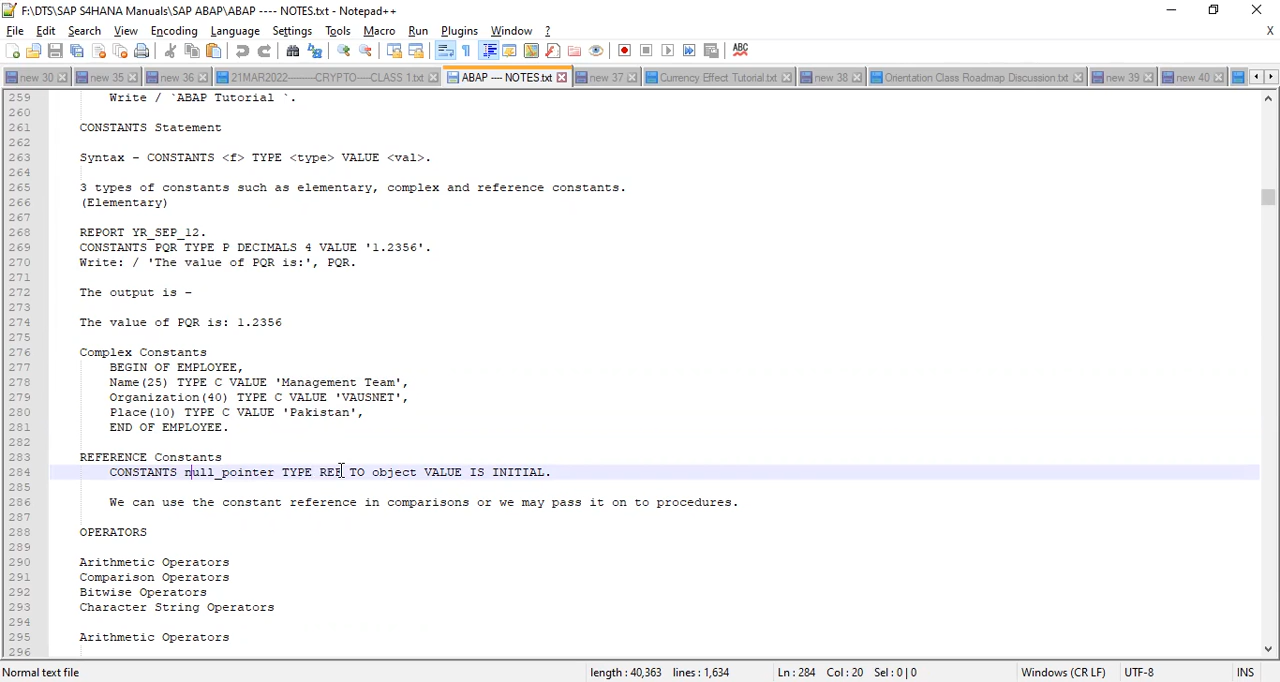 F:\DTS\SAP S4HANA Manuals\SAP ABAP\ABAP ---- NOTES.txt - Notepad++
File Edit Search View Encoding Language Settings Tools Macro Run Plugins Window ?
X
ABC
new 30
new 35
new 36
21MAR2022-----CRYPTO---CLASS 1.txt
ABAP ---- NOTES.txt
new 37
Currency Effect Tutorial.txt
new 38
Orientation Class Roadmap Discussion.txt
new 39
new 40
259 Write / `ABAP Tutorial `.
260
261 CONSTANTS Statement
262
263 Syntax - CONSTANTS <f> TYPE <type> VALUE <val>.
264
265 3 types of constants such as elementary, complex and reference constants.
266 (Elementary)
267
268 REPORT YR_SEP_12.
269 CONSTANTS PQR TYPE P DECIMALS 4 VALUE '1.2356'.
270 Write: / 'The value of PQR is:', PQR.
271
272 The output is -
273
274 The value of PQR is: 1.2356
275
276 Complex Constants
277 BEGIN OF EMPLOYEE,
278 Name(25) TYPE C VALUE 'Management Team',
279 Organization(40) TYPE C VALUE 'VAUSNET',
280 Place(10) TYPE C VALUE 'Pakistan',
281 END OF EMPLOYEE.
282
283 REFERENCE Constants
284 CONSTANTS null_pointer TYPE REF TO object VALUE IS INITIAL.
285
286 We can use the constant reference in comparisons or we may pass it on to procedures.
287
288 OPERATORS
289
290 Arithmetic Operators
291 Comparison Operators
292 Bitwise Operators
293 Character String Operators
294
295 Arithmetic Operators
296
Normal text file length : 40,363 lines : 1,634 Ln : 284 Col : 20 Sel : 0 | 0 Windows (CR LF) UTF-8 INS